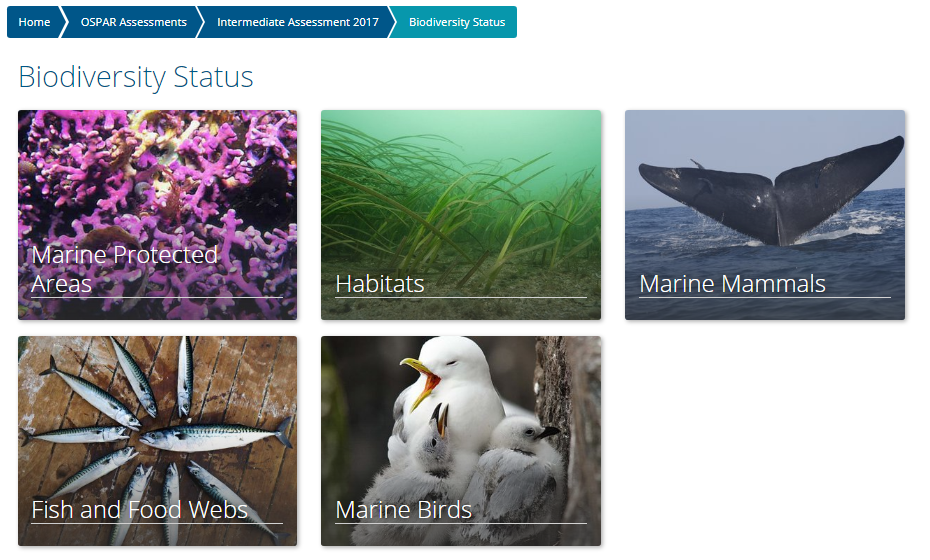 Home
OSPAR Assessments
Intermediate Assessment 2017
Biodiversity Status
Biodiversity Status
Marine Protected
Areas
Habitats
Marine Mammals
Fish and Food Webs
Marine Birds